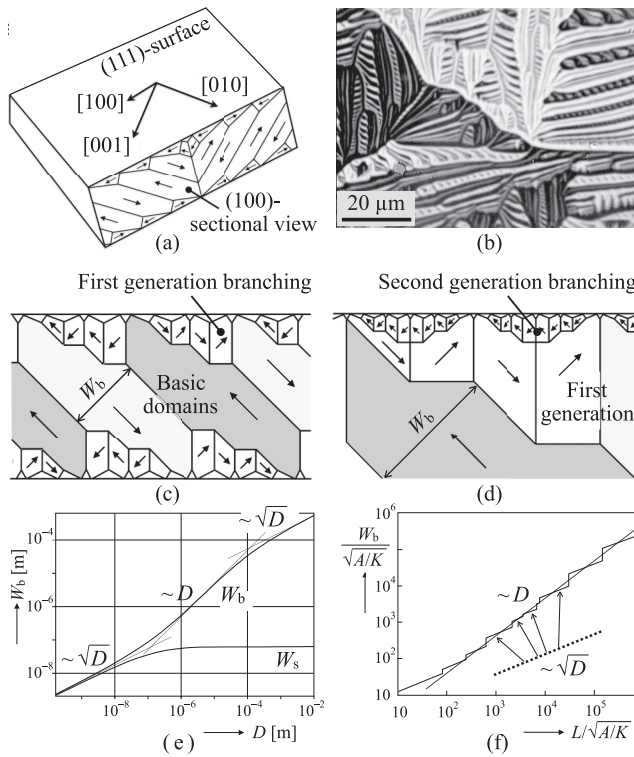 (111)-surface
[100]
[010]
[001]
(100)-
sectional view
(a)
20 µm
(b)
First generation branching
W_b
Basic
domains
(c)
Second generation branching
W_b
First
generation
(d)
W_b [m]
10^-4
10^-6
10^-8
~ √D
~ D
~ √D
W_b
W_s
10^-8
10^-6
10^-4
10^-2
(e)
D [m]
W_b
√A/K
10^6
10^4
10^3
10^2
10
~ D
~ √D
10
10^2
10^3
10^4
10^5
(f)
L/√A/K